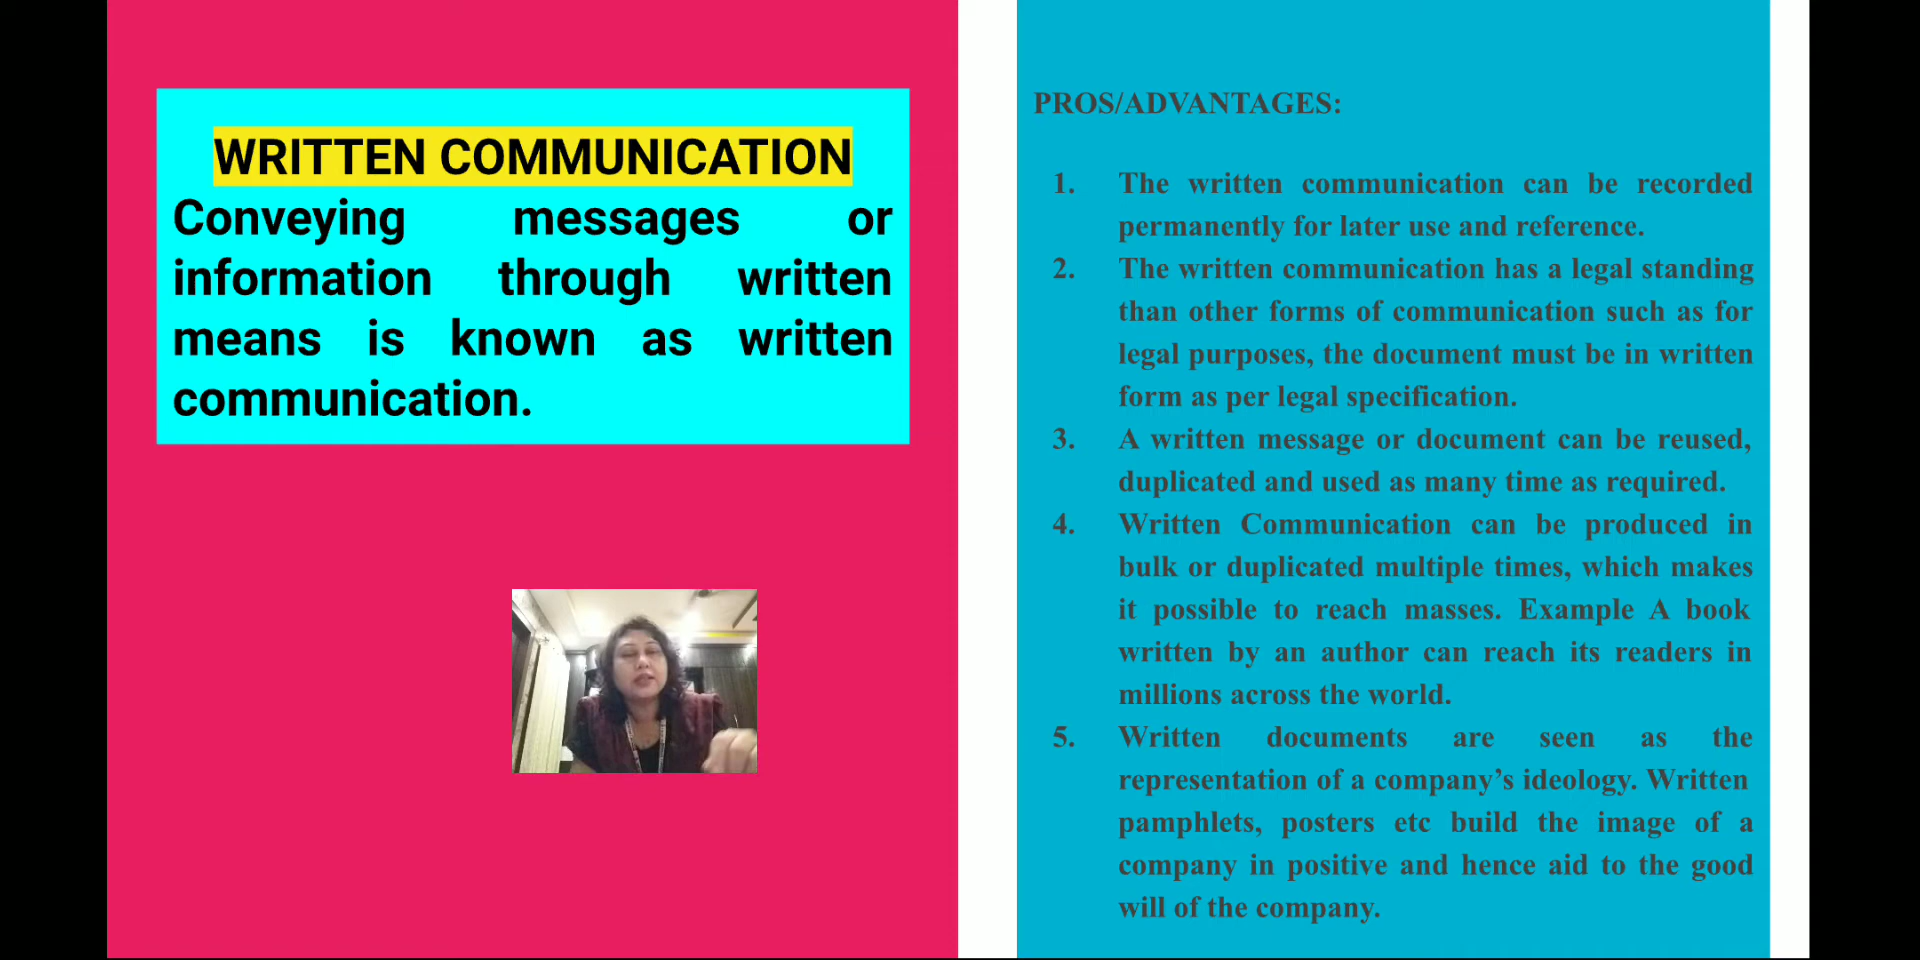 WRITTEN COMMUNICATION
Conveying messages or
information through written
means is known as written
communication.
PROS/ADVANTAGES:
1. The written communication can be recorded
permanently for later use and reference.
2. The written communication has a legal standing
than other forms of communication such as for
legal purposes, the document must be in written
form as per legal specification.
3. A written message or document can be reused,
duplicated and used as many time as required.
4. Written Communication can be produced in
bulk or duplicated multiple times, which makes
it possible to reach masses. Example A book
written by an author can reach its readers in
millions across the world.
5. Written documents are seen as the
representation of a company’s ideology. Written
pamphlets, posters etc build the image of a
company in positive and hence aid to the good
will of the company.